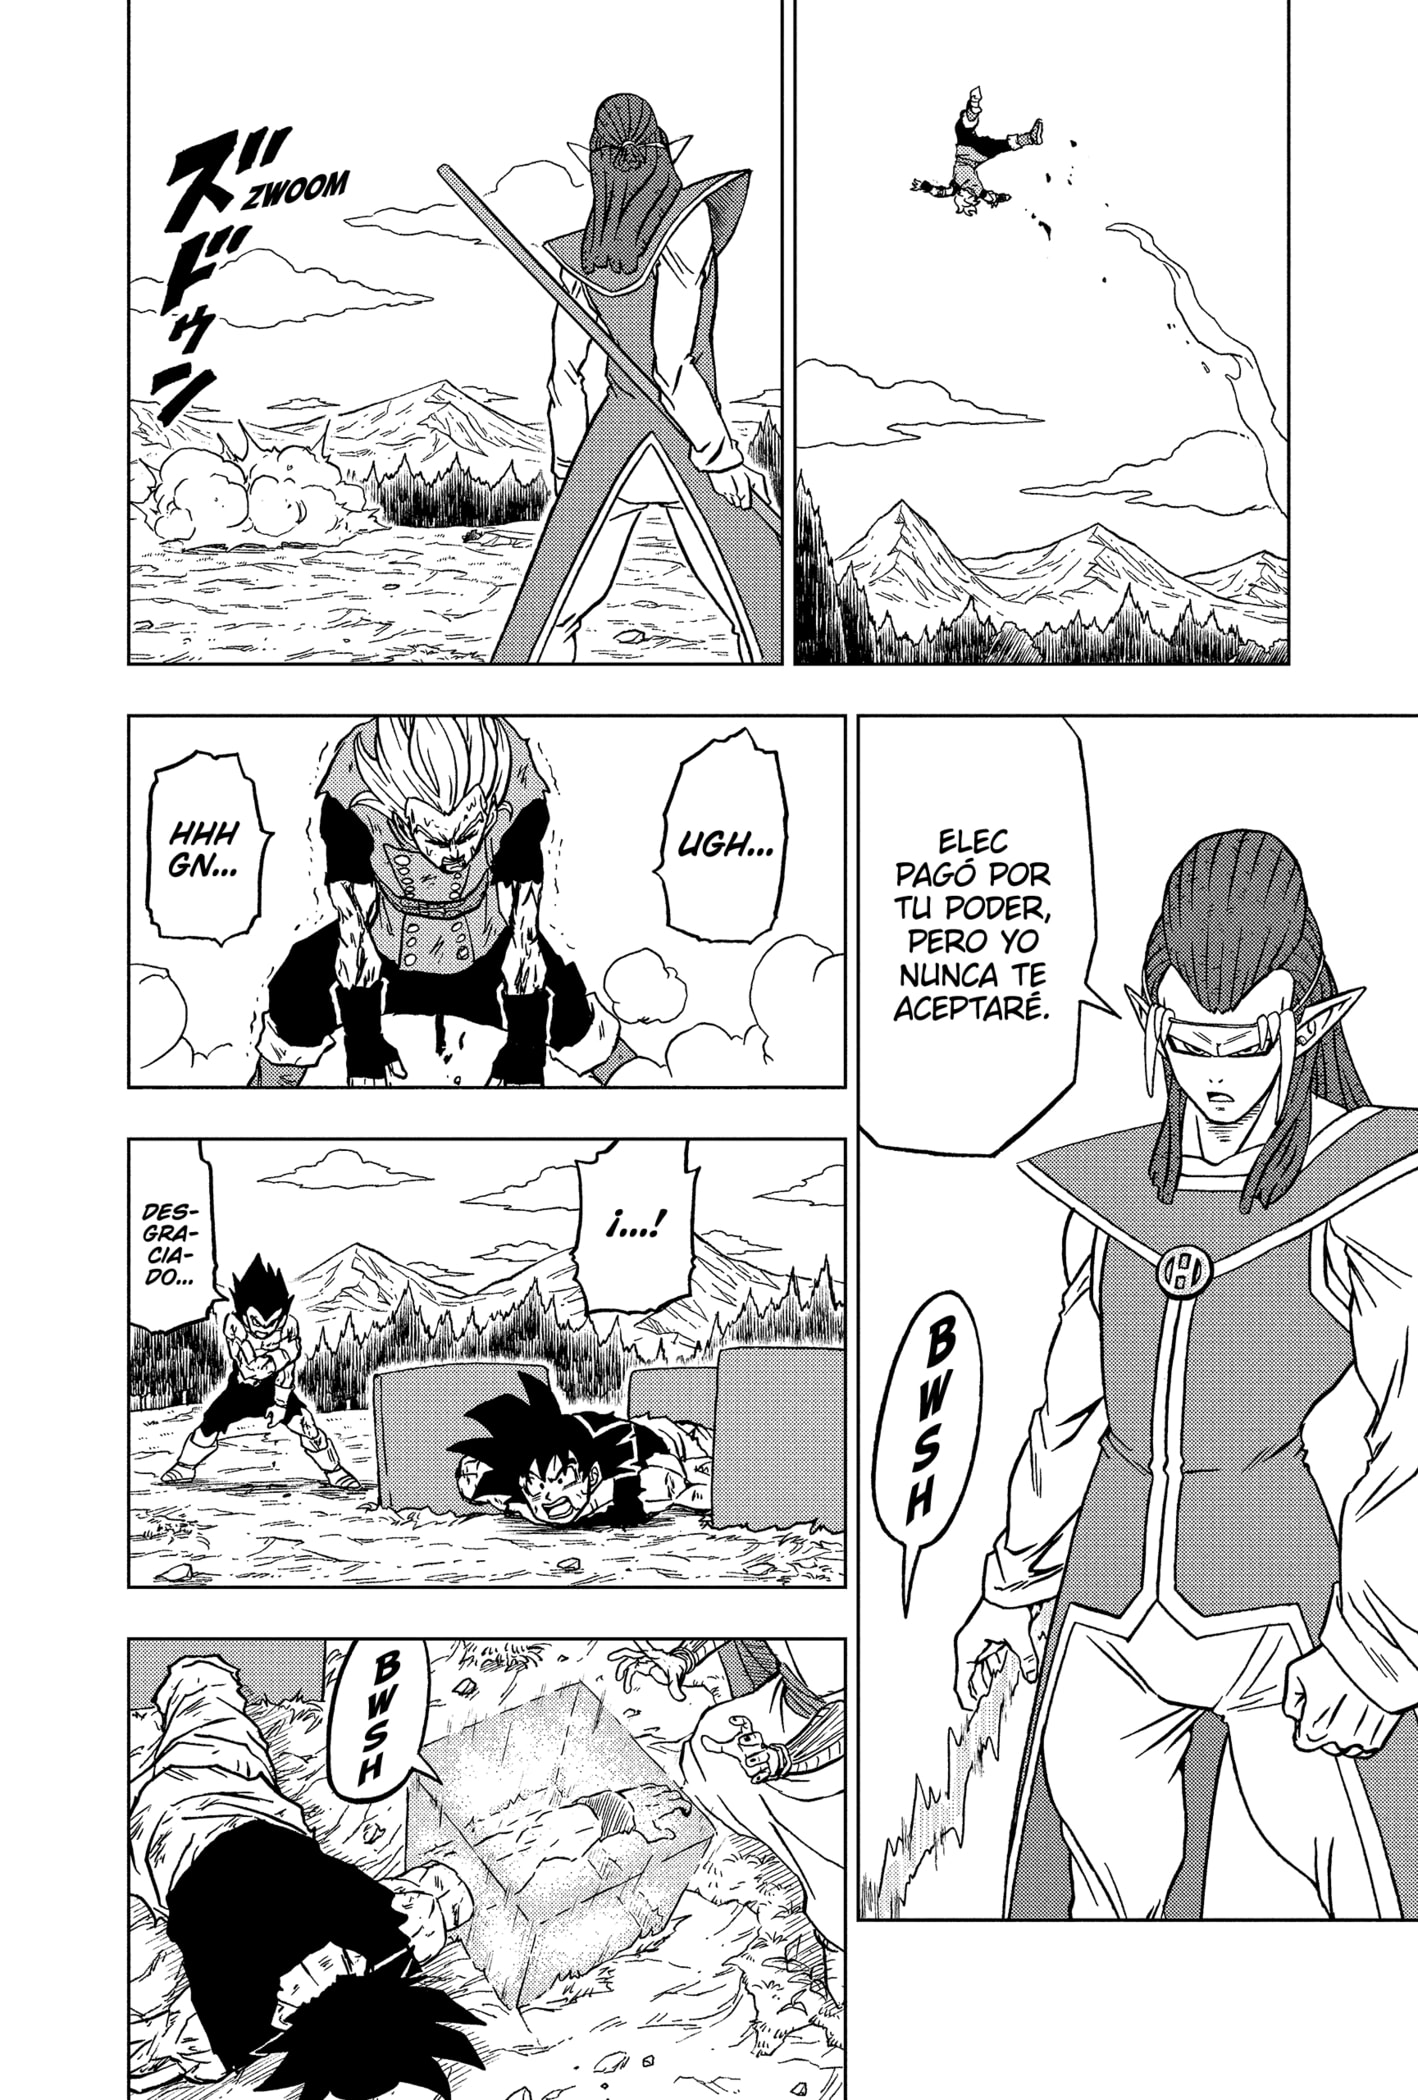 ズドゥン
ZWOOM
ELEC
PAGÓ POR
TU PODER,
PERO YO
NUNCA TE
ACEPTARÉ.
BWSH
UGH...
HHH
GN...
¡...!
DES-
GRA-
CIA-
DO...
BWSH